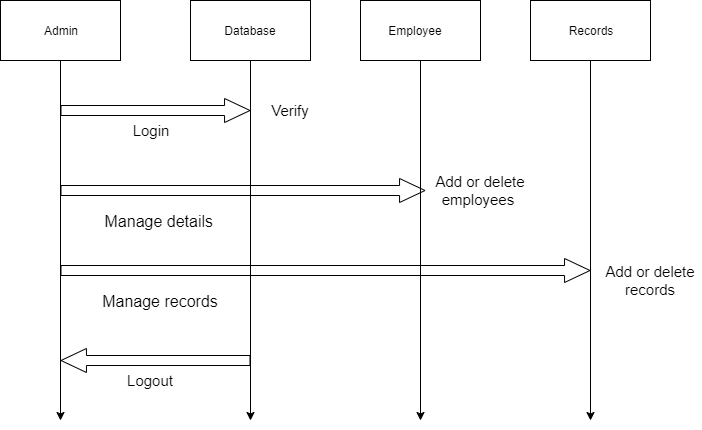 Admin
Database
Employee
Records
Verify
Login
Add or delete
employees
Manage details
Add or delete
records
Manage records
Logout